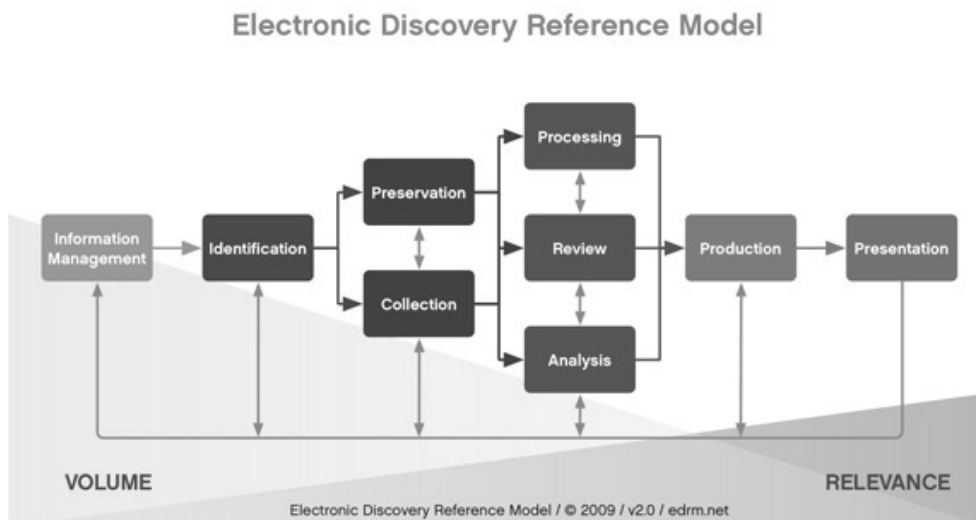 Electronic Discovery Reference Model
Processing
Preservation
Information
Management
Identification
Review
Production
Presentation
Collection
Analysis
VOLUME
RELEVANCE
Electronic Discovery Reference Model / © 2009 / v2.0 / edrm.net